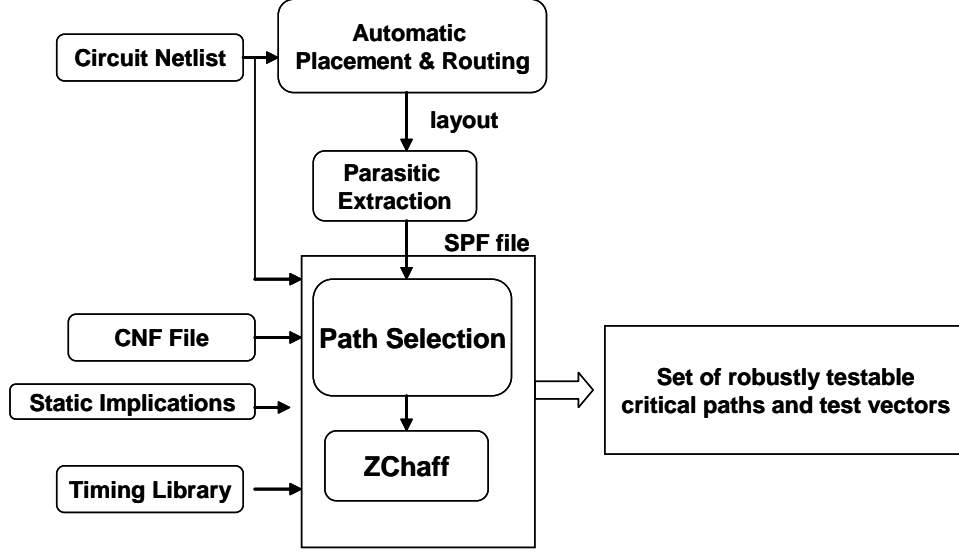 Automatic
Placement & Routing
Circuit Netlist
layout
Parasitic
Extraction
SPF file
Path Selection
CNF File
Set of robustly testable
critical paths and test vectors
Static Implications
ZChaff
Timing Library